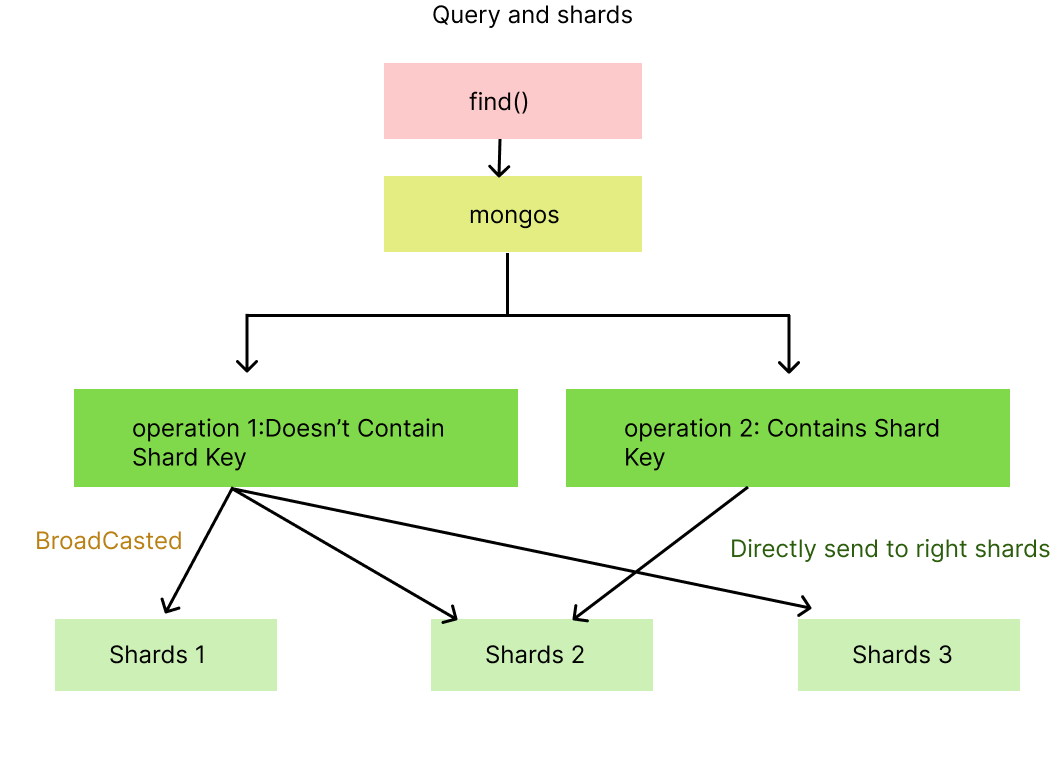 Query and shards
find()
mongos
operation 1:Doesn’t Contain
Shard Key
operation 2: Contains Shard
Key
BroadCasted
Directly send to right shards
Shards 1
Shards 2
Shards 3